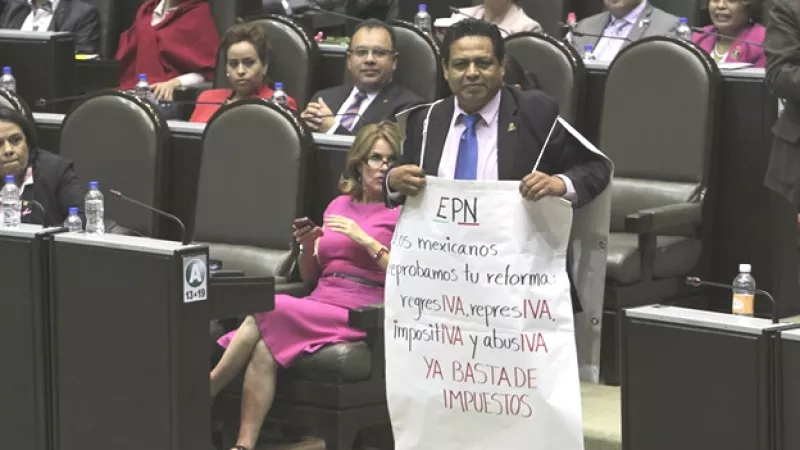 EPN
Los mexicanos
reprobamos tu reforma:
regresIVA, represIVA,
impositIVA y abusIVA
YA BASTA DE
IMPUESTOS
A
13 19